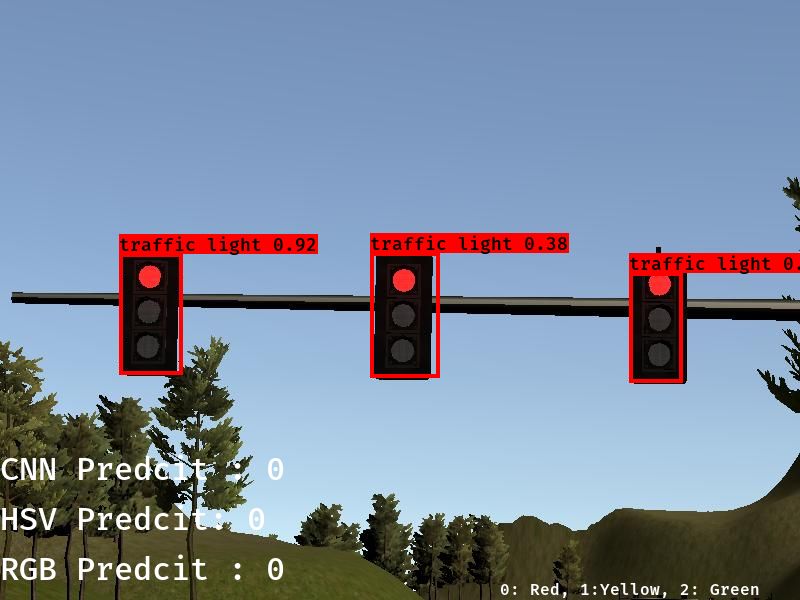 traffic light 0.92
traffic light 0.38
traffic light 0.
CNN Predcit : 0
HSV Predcit: 0
RGB Predcit : 0
0: Red, 1:Yellow, 2: Green